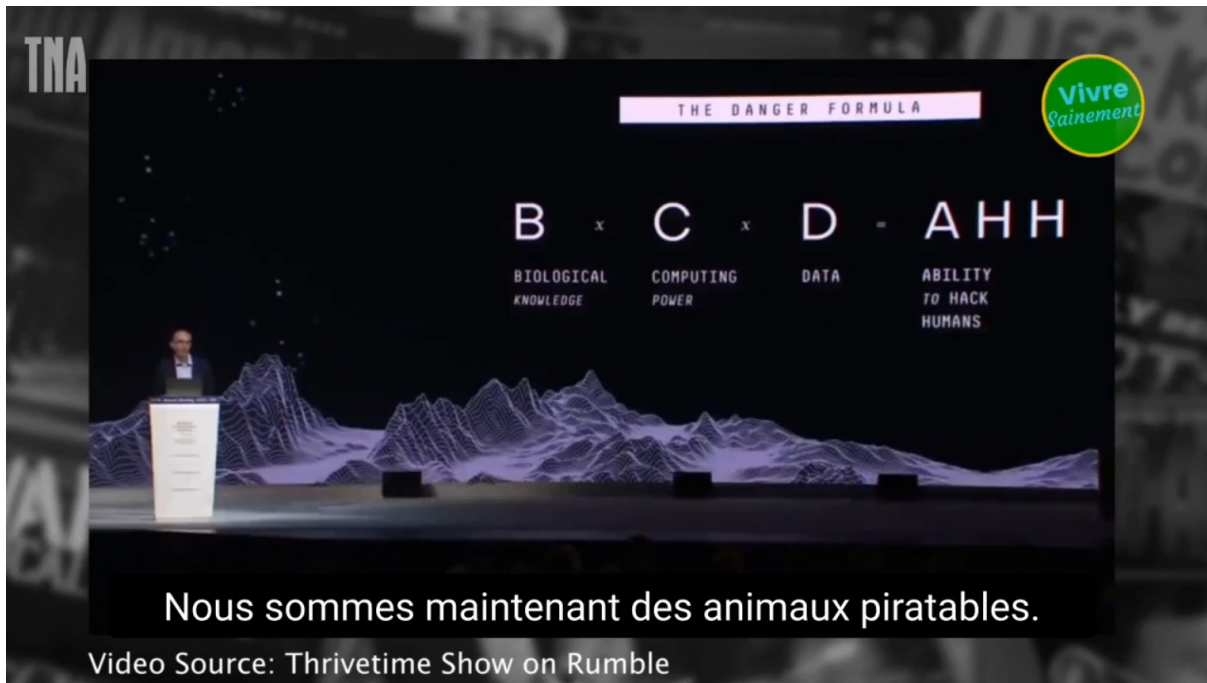 TNA
Vivre
Sainement
THE DANGER FORMULA
B x C x D = AHH
BIOLOGICAL
KNOWLEDGE
COMPUTING
POWER
DATA
ABILITY
TO HACK
HUMANS
Nous sommes maintenant des animaux piratables.
Video Source: Thrivetime Show on Rumble